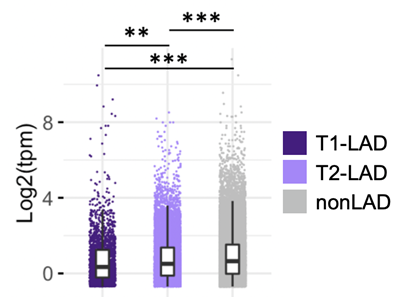 ***
**
***
Log2(tpm)
8
4
0
T1-LAD
T2-LAD
nonLAD